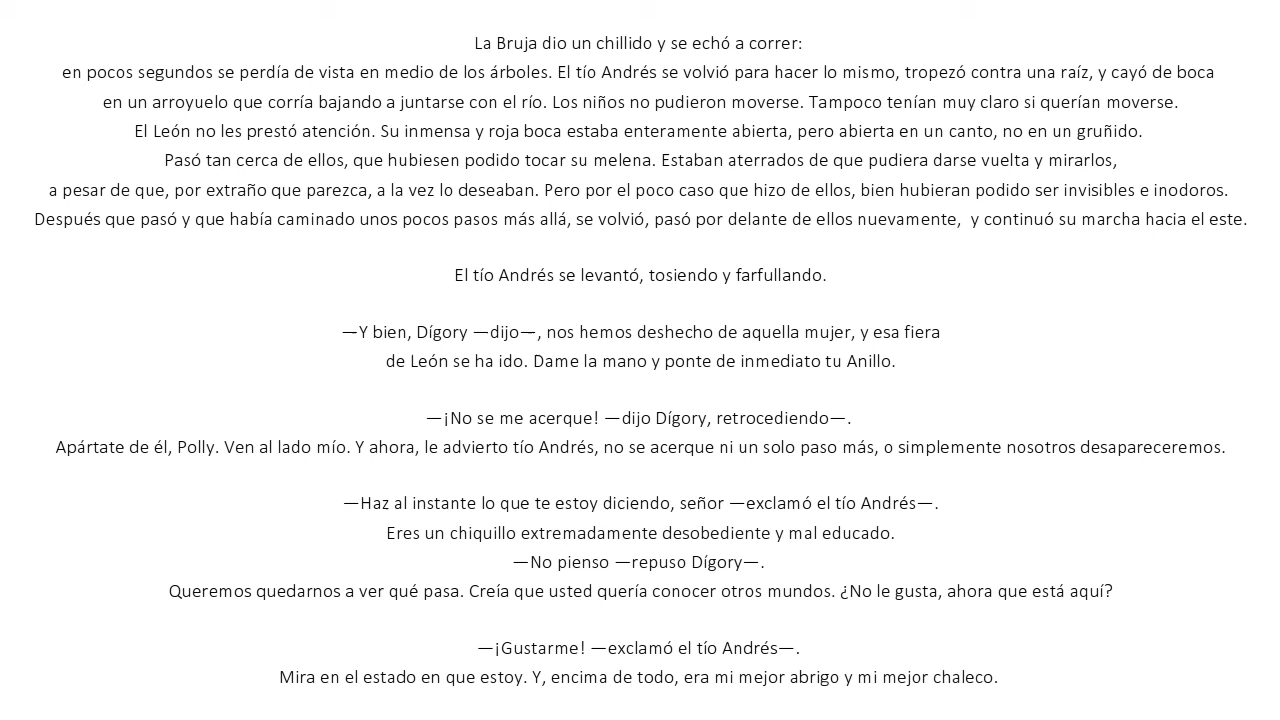 La Bruja dio un chillido y se echó a correr:
en pocos segundos se perdía de vista en medio de los árboles. El tío Andrés se volvió para hacer lo mismo, tropezó contra una raíz, y cayó de boca
en un arroyuelo que corría bajando a juntarse con el río. Los niños no pudieron moverse. Tampoco tenían muy claro si querían moverse.
El León no les prestó atención. Su inmensa y roja boca estaba enteramente abierta, pero abierta en un canto, no en un gruñido.
Pasó tan cerca de ellos, que hubiesen podido tocar su melena. Estaban aterrados de que pudiera darse vuelta y mirarlos,
a pesar de que, por extraño que parezca, a la vez lo deseaban. Pero por el poco caso que hizo de ellos, bien hubieran podido ser invisibles e inodoros.
Después que pasó y que había caminado unos pocos pasos más allá, se volvió, pasó por delante de ellos nuevamente,  y continuó su marcha hacia el este.
El tío Andrés se levantó, tosiendo y farfullando.
—Y bien, Dígory —dijo—, nos hemos deshecho de aquella mujer, y esa fiera
de León se ha ido. Dame la mano y ponte de inmediato tu Anillo.
—¡No se me acerque! —dijo Dígory, retrocediendo—.
Apártate de él, Polly. Ven al lado mío. Y ahora, le advierto tío Andrés, no se acerque ni un solo paso más, o simplemente nosotros desapareceremos.
—Haz al instante lo que te estoy diciendo, señor —exclamó el tío Andrés—.
Eres un chiquillo extremadamente desobediente y mal educado.
—No pienso —repuso Dígory—.
Queremos quedarnos a ver qué pasa. Creía que usted quería conocer otros mundos. ¿No le gusta, ahora que está aquí?
—¡Gustarme! —exclamó el tío Andrés—.
Mira en el estado en que estoy. Y, encima de todo, era mi mejor abrigo y mi mejor chaleco.